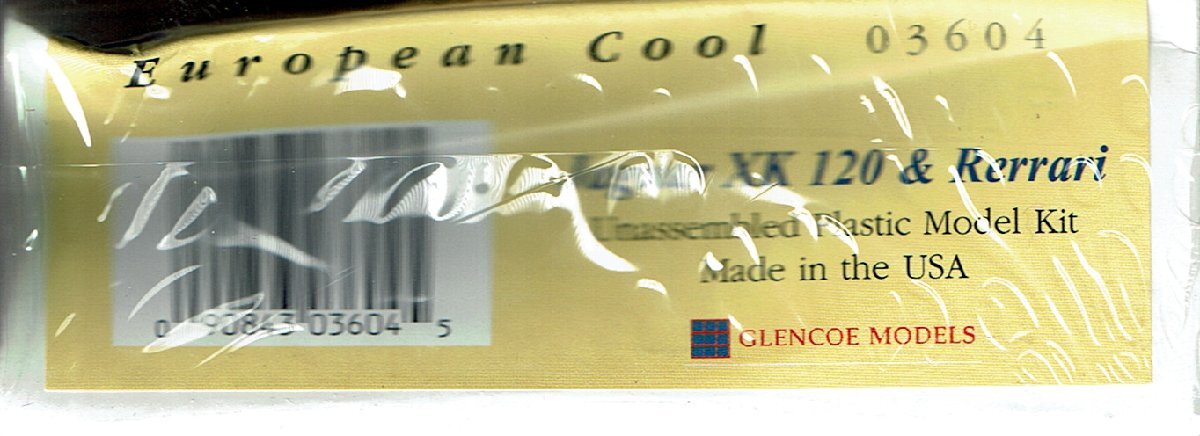 European Cool 03604
XK 120 & Rerrari
Unassembled Plastic Model Kit
Made in the USA
GLENCOE MODELS
0 90843 03604 5